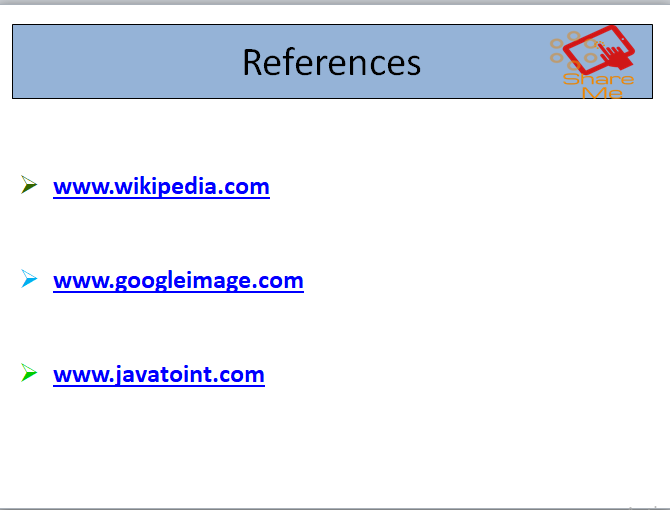 References
Share
Me
www.wikipedia.com
www.googleimage.com
www.javatoint.com